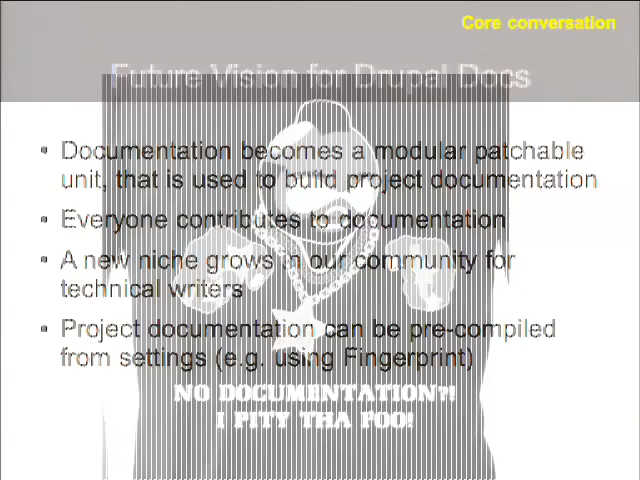 Core conversation
Future Vision for Drupal Docs
• Documentation becomes a modular patchable
unit, that is used to build project documentation
• Everyone contributes to documentation
• A new niche grows in our community for
technical writers
• Project documentation can be pre-compiled
from settings (e.g. using Fingerprint)
NO DOCUMENTATION?!
I PITY THA FOO!